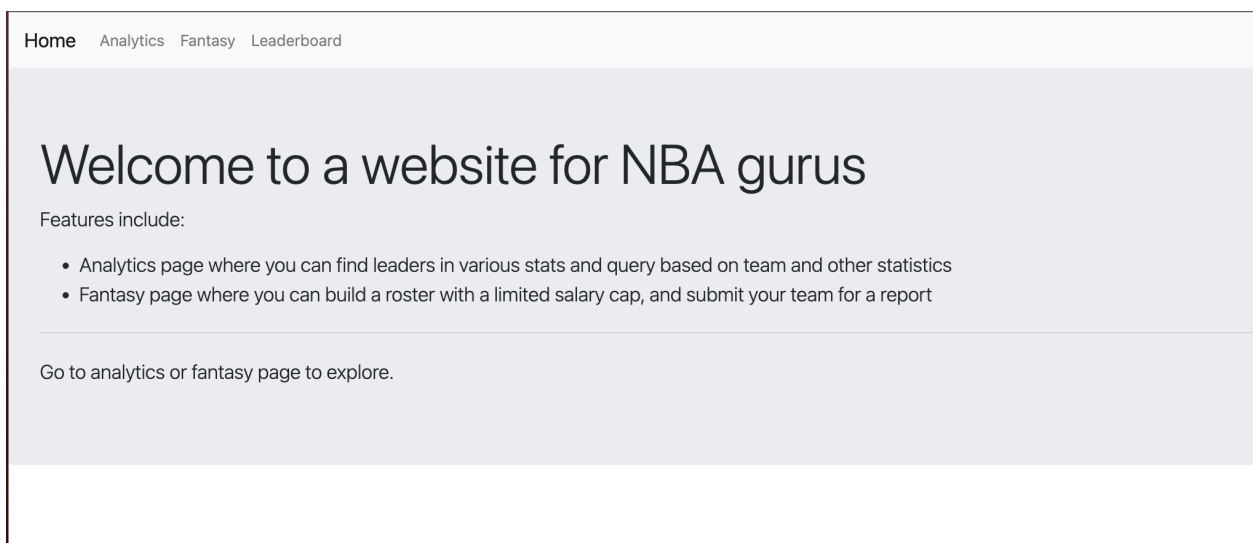 Home Analytics Fantasy Leaderboard
Welcome to a website for NBA gurus
Features include:
• Analytics page where you can find leaders in various stats and query based on team and other statistics
• Fantasy page where you can build a roster with a limited salary cap, and submit your team for a report
Go to analytics or fantasy page to explore.